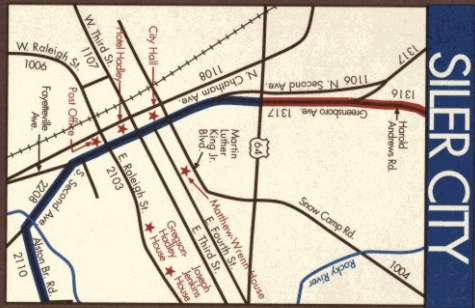 SILER CITY
W. Raleigh St.
1006
W. Third St.
1107
Hotel Hadley
City Hall
Post Office
Fayetteville
Ave.
2208
S. Second Ave.
Alston Br. Rd.
2110
N. Chatham Ave.
1108
N. Second Ave.
1106
1317
1316
Greensboro Ave.
1317
Harold
Andrews Rd.
64
Martin
Luther
King Jr.
Blvd.
E. Raleigh St.
2103
Matthew-Wrenn House
E. Fourth St.
E. Third St.
Gregson-
Hadley
House
Joseph
Jenkins
House
Snow Camp Rd.
1004
Rocky River